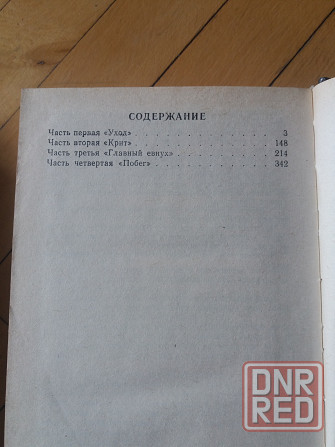 СОДЕРЖАНИЕ
Часть первая «Уход» . . . . . . . . . . . . 3
Часть вторая «Крит» . . . . . . . . . . . . 148
Часть третья «Главный евнух» . . . . . . . . 214
Часть четвертая «Побег» . . . . . . . . . . 342
DNR
RED